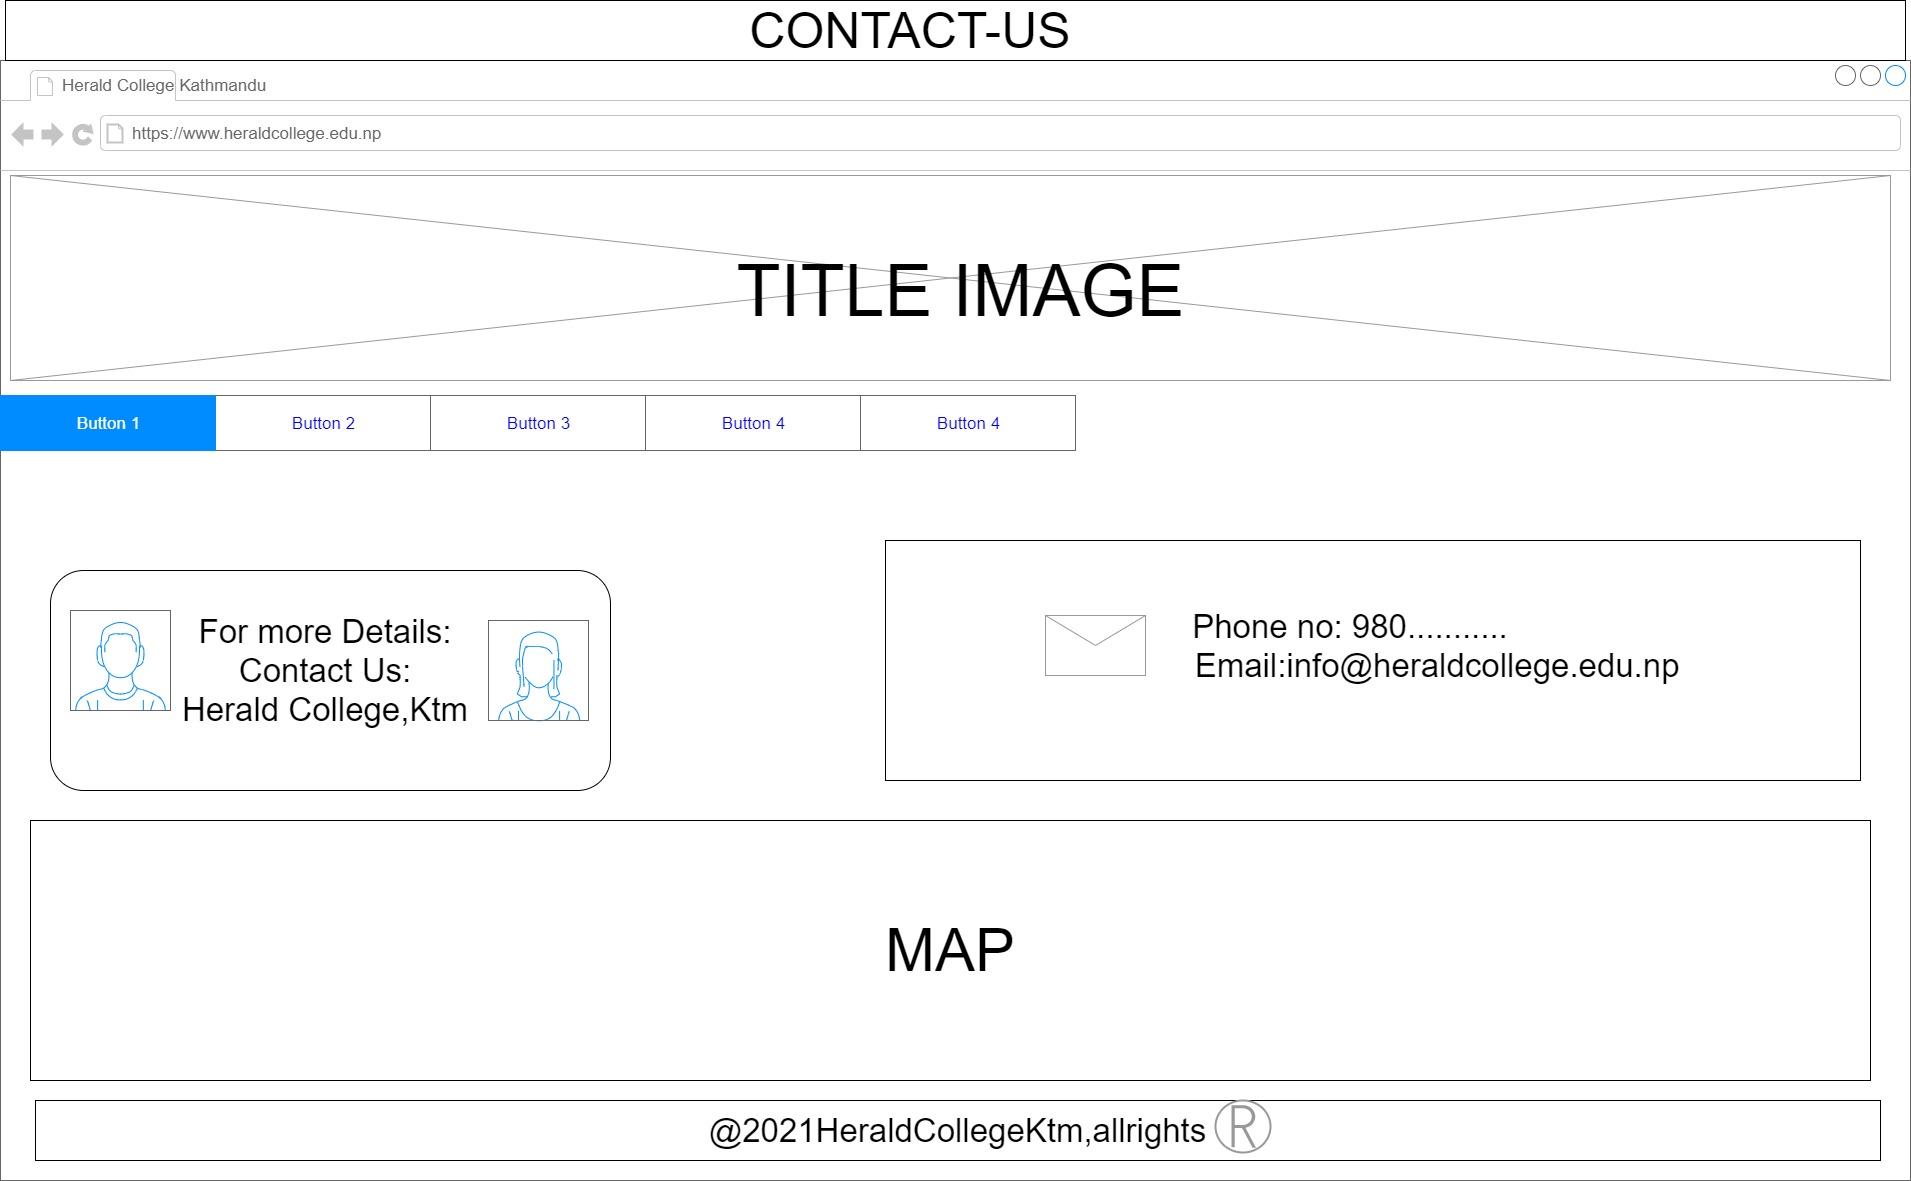 CONTACT-US
Herald College Kathmandu
https://www.heraldcollege.edu.np
TITLE IMAGE
Button 1
Button 2
Button 3
Button 4
Button 4
For more Details:
Contact Us:
Herald College,Ktm
Phone no: 980...........
Email:info@heraldcollege.edu.np
MAP
@2021HeraldCollegeKtm,allrights ®